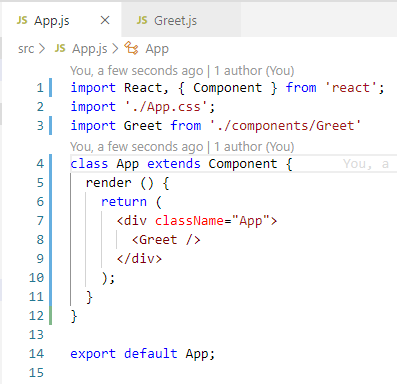 JS App.js × JS Greet.js
src > JS App.js > App
You, a few seconds ago | 1 author (You)
1 import React, { Component } from 'react';
2 import './App.css';
3 import Greet from './components/Greet'
You, a few seconds ago | 1 author (You)
4 class App extends Component { You, a
5 render () {
6 return (
7 <div className="App">
8 <Greet />
9 </div>
10 );
11 }
12 }
13
14 export default App;
15